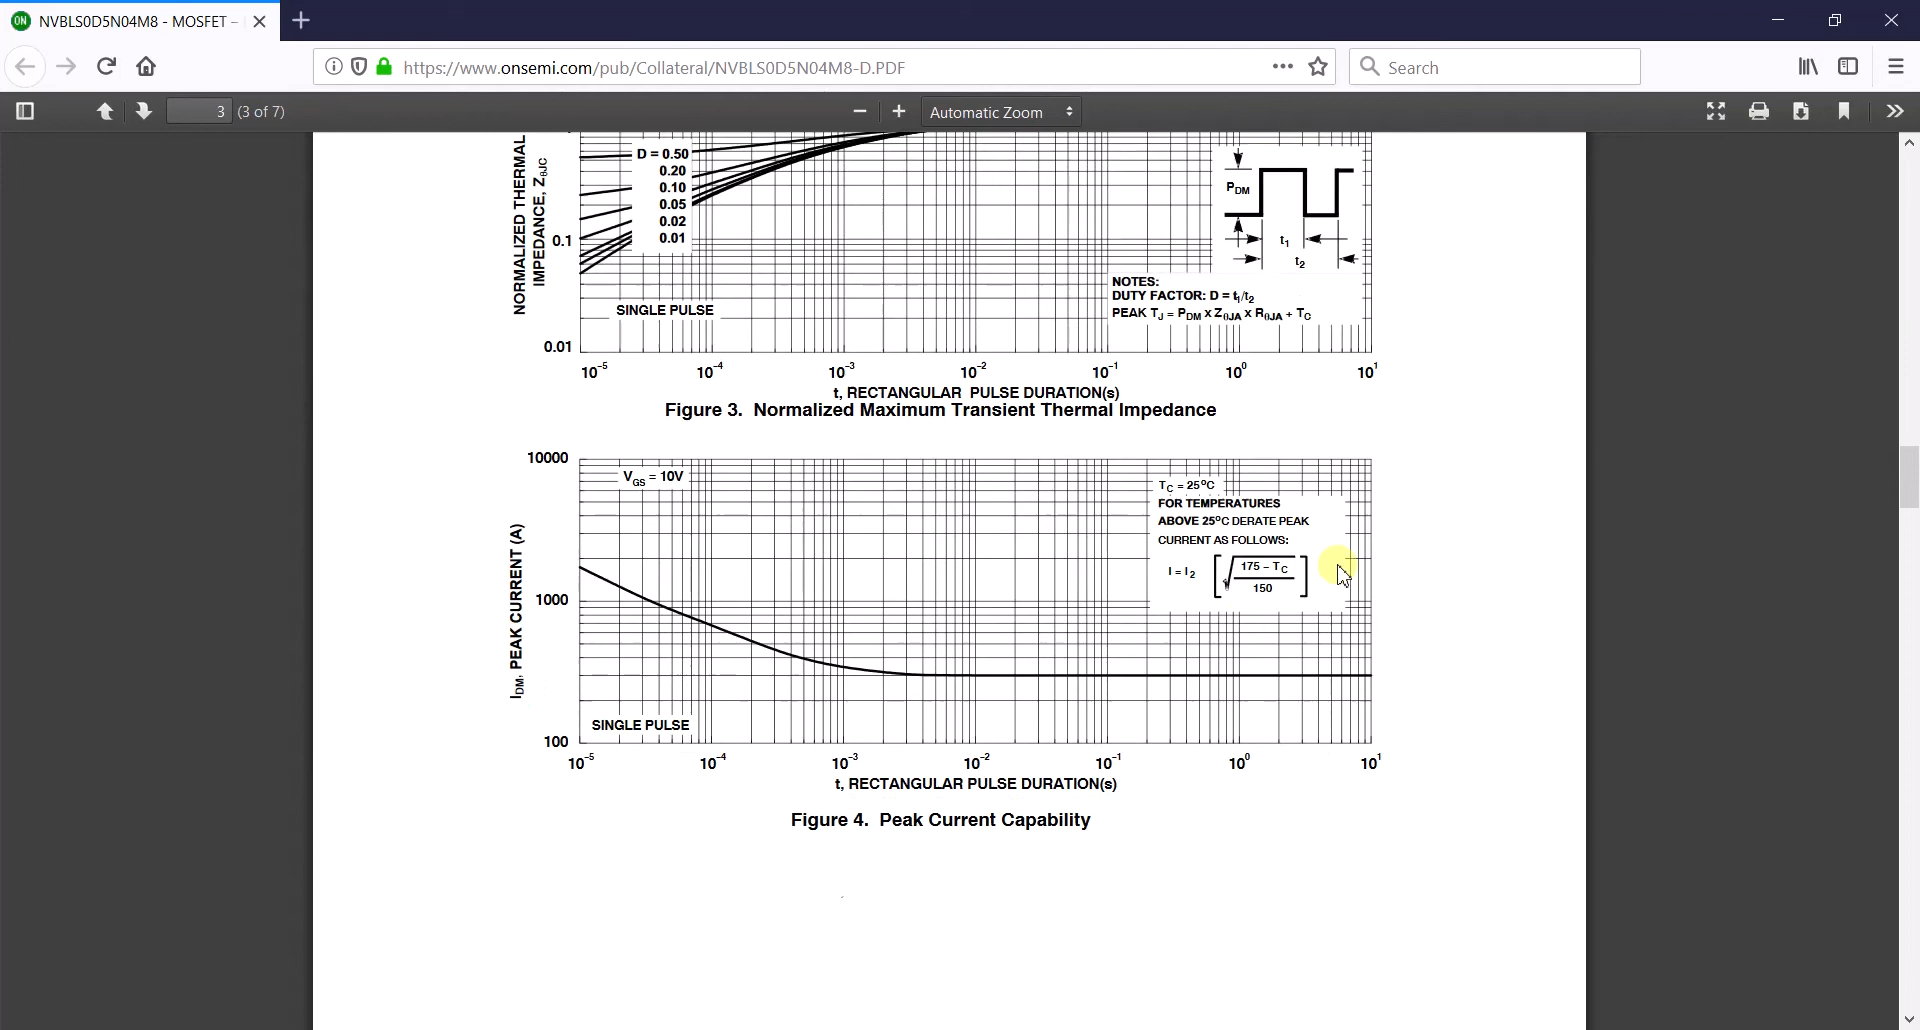 NVBLS0D5N04M8 - MOSFET –
https://www.onsemi.com/pub/Collateral/NVBLS0D5N04M8-D.PDF
Search
3 (3 of 7)
Automatic Zoom
NORMALIZED THERMAL
IMPEDANCE, ZθJC
D = 0.50
0.20
0.10
0.05
0.02
0.01
0.1
0.01
SINGLE PULSE
PDM
t1
t2
NOTES:
DUTY FACTOR: D = t1/t2
PEAK TJ = PDM x ZθJA x RθJA + TC
10−5 10−4 10−3 10−2 10−1 100 101
t, RECTANGULAR PULSE DURATION(s)
Figure 3. Normalized Maximum Transient Thermal Impedance
10000
1000
100
IDM, PEAK CURRENT (A)
VGS = 10V
TC = 25oC
FOR TEMPERATURES
ABOVE 25oC DERATE PEAK
CURRENT AS FOLLOWS:
I = I2 [√ 175 − TC
150 ]
SINGLE PULSE
10−5 10−4 10−3 10−2 10−1 100 101
t, RECTANGULAR PULSE DURATION(s)
Figure 4. Peak Current Capability